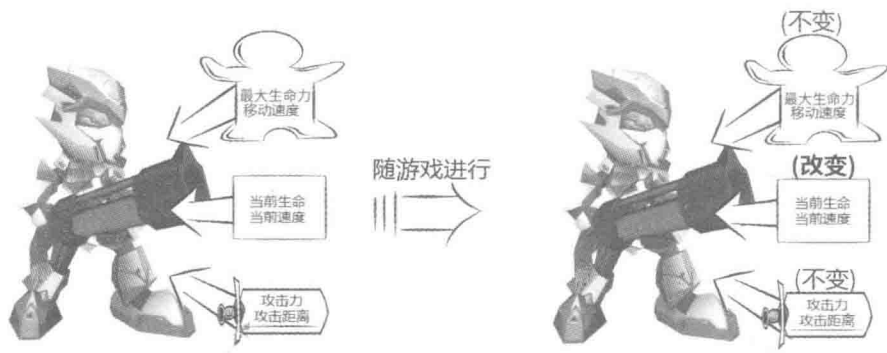 最大生命力
移动速度
当前生命
当前速度
攻击力
攻击距离
随游戏进行
(不变)
最大生命力
移动速度
(改变)
当前生命
当前速度
(不变)
攻击力
攻击距离